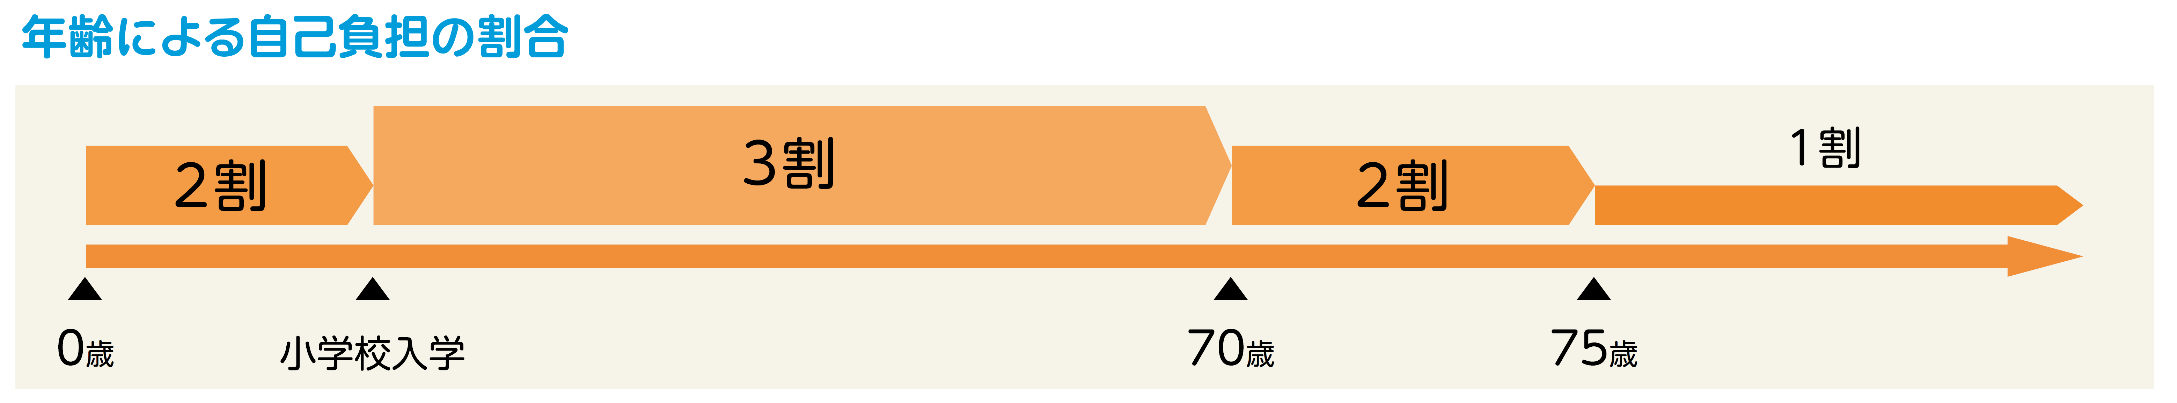 年齢による自己負担の割合
2割
3割
2割
1割
0歳
小学校入学
70歳
75歳